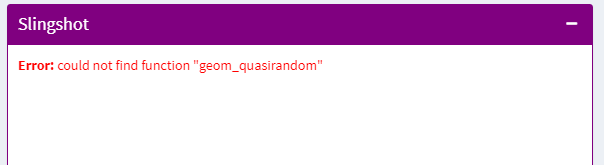 Slingshot
Error: could not find function "geom_quasirandom"